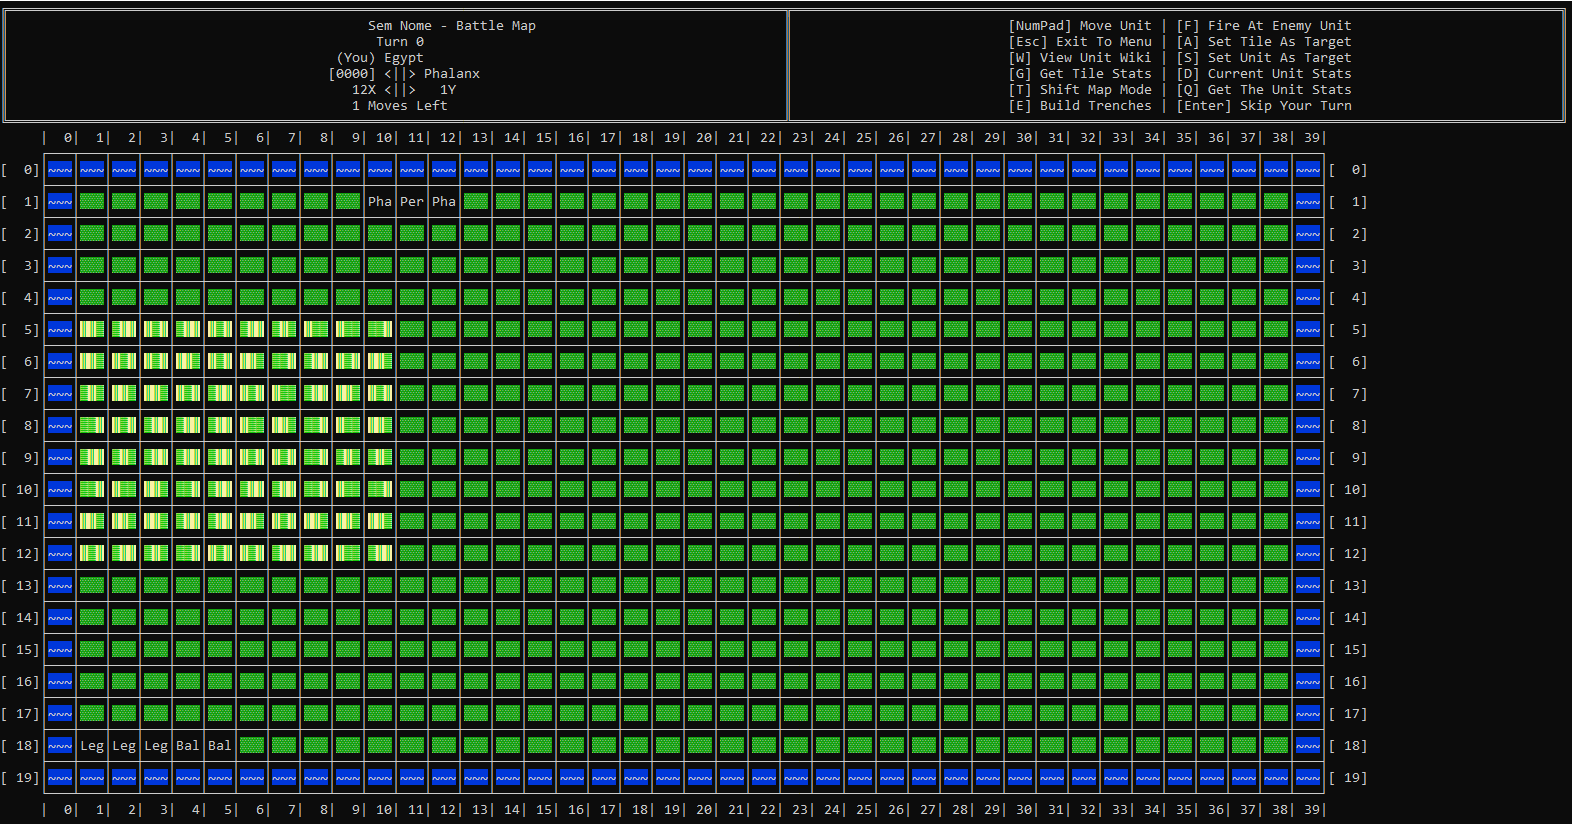 Sem Nome - Battle Map
Turn 0
(You) Egypt
[0000] <||> Phalanx
12X <||> 1Y
1 Moves Left
[NumPad] Move Unit | [F] Fire At Enemy Unit
[Esc] Exit To Menu | [A] Set Tile As Target
[W] View Unit Wiki | [S] Set Unit As Target
[G] Get Tile Stats | [D] Current Unit Stats
[T] Shift Map Mode | [Q] Get The Unit Stats
[E] Build Trenches | [Enter] Skip Your Turn
| 0| 1| 2| 3| 4| 5| 6| 7| 8| 9| 10| 11| 12| 13| 14| 15| 16| 17| 18| 19| 20| 21| 22| 23| 24| 25| 26| 27| 28| 29| 30| 31| 32| 33| 34| 35| 36| 37| 38| 39|
[ 0] ~~~ ~~~ ~~~ ~~~ ~~~ ~~~ ~~~ ~~~ ~~~ ~~~ ~~~ ~~~ ~~~ ~~~ ~~~ ~~~ ~~~ ~~~ ~~~ ~~~ ~~~ ~~~ ~~~ ~~~ ~~~ ~~~ ~~~ ~~~ ~~~ ~~~ ~~~ ~~~ ~~~ ~~~ ~~~ ~~~ ~~~ ~~~ ~~~ ~~~ [ 0]
[ 1] ~~~ Pha Per Pha ~~~ [ 1]
[ 2] ~~~ ~~~ [ 2]
[ 3] ~~~ ~~~ [ 3]
[ 4] ~~~ ~~~ [ 4]
[ 5] ~~~ ~~~ [ 5]
[ 6] ~~~ ~~~ [ 6]
[ 7] ~~~ ~~~ [ 7]
[ 8] ~~~ ~~~ [ 8]
[ 9] ~~~ ~~~ [ 9]
[ 10] ~~~ ~~~ [ 10]
[ 11] ~~~ ~~~ [ 11]
[ 12] ~~~ ~~~ [ 12]
[ 13] ~~~ ~~~ [ 13]
[ 14] ~~~ ~~~ [ 14]
[ 15] ~~~ ~~~ [ 15]
[ 16] ~~~ ~~~ [ 16]
[ 17] ~~~ ~~~ [ 17]
[ 18] ~~~ Leg Leg Leg Bal Bal ~~~ [ 18]
[ 19] ~~~ ~~~ ~~~ ~~~ ~~~ ~~~ ~~~ ~~~ ~~~ ~~~ ~~~ ~~~ ~~~ ~~~ ~~~ ~~~ ~~~ ~~~ ~~~ ~~~ ~~~ ~~~ ~~~ ~~~ ~~~ ~~~ ~~~ ~~~ ~~~ ~~~ ~~~ ~~~ ~~~ ~~~ ~~~ ~~~ ~~~ ~~~ ~~~ ~~~ [ 19]
| 0| 1| 2| 3| 4| 5| 6| 7| 8| 9| 10| 11| 12| 13| 14| 15| 16| 17| 18| 19| 20| 21| 22| 23| 24| 25| 26| 27| 28| 29| 30| 31| 32| 33| 34| 35| 36| 37| 38| 39|